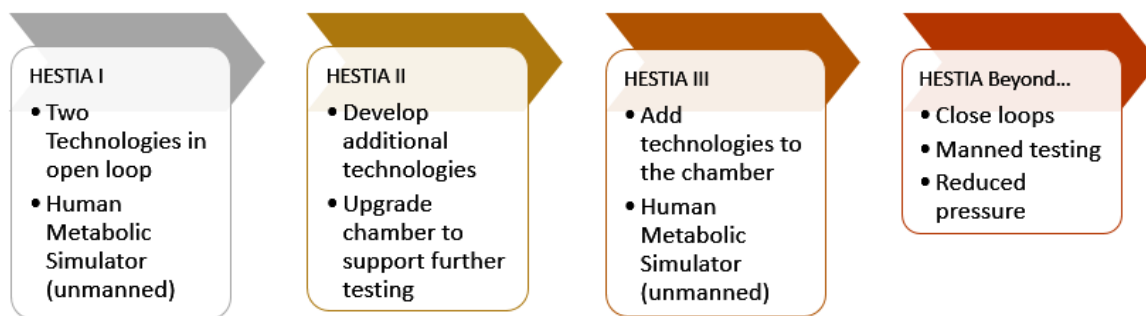 HESTIA I
• Two
Technologies in
open loop
• Human
Metabolic
Simulator
(unmanned)
HESTIA II
• Develop
additional
technologies
• Upgrade
chamber to
support further
testing
HESTIA III
• Add
technologies to
the chamber
• Human
Metabolic
Simulator
(unmanned)
HESTIA Beyond...
• Close loops
• Manned testing
• Reduced
pressure